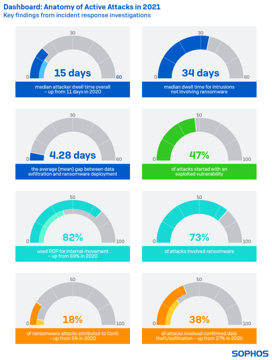 Dashboard: Anatomy of Active Attacks in 2021
Key findings from incident response investigations
30
30
15 days
34 days
0
60
0
60
median attacker dwell time overall
– up from 11 days in 2020
median dwell time for intrusions
not involving ransomware
30
50
4.28 days
47%
0
60
0
100
the average (mean) gap between data
exfiltration and ransomware deployment
of attacks started with an
exploited vulnerability
50
50
82%
73%
0
100
0
100
used RDP for internal movement
– up from 69% in 2020
of attacks involved ransomware
50
50
18%
38%
0
100
0
100
of ransomware attacks attributed to Conti
– up from 5% in 2020
of attacks involved confirmed data
theft/exfiltration – up from 27% in 2020
SOPHOS